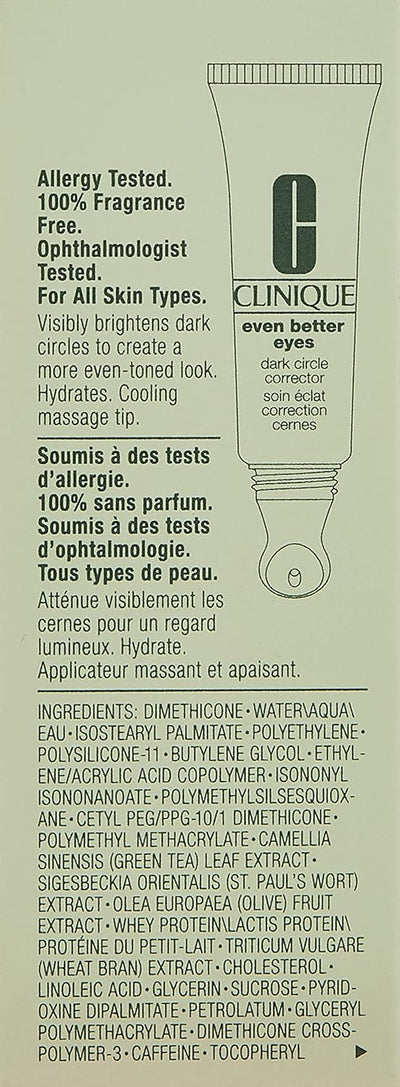 Allergy Tested.
100% Fragrance
Free.
Ophthalmologist
Tested.
For All Skin Types.
Visibly brightens dark
circles to create a
more even-toned look.
Hydrates. Cooling
massage tip.
Soumis à des tests
d'allergie.
100% sans parfum.
Soumis à des tests
d'ophtalmologie.
Tous types de peau.
Atténue visiblement les
cernes pour un regard
lumineux. Hydrate.
Applicateur massant et apaisant.
C
CLINIQUE
even better
eyes
dark circle
corrector
soin éclat
correction
cernes
INGREDIENTS: DIMETHICONE•WATER\AQUA\
EAU•ISOSTEARYL PALMITATE•POLYETHYLENE•
POLYSILICONE-11•BUTYLENE GLYCOL•ETHYL-
ENE/ACRYLIC ACID COPOLYMER•ISONONYL
ISONONANOATE•POLYMETHYLSILSESQUIOX-
ANE•CETYL PEG/PPG-10/1 DIMETHICONE•
POLYMETHYL METHACRYLATE•CAMELLIA
SINENSIS (GREEN TEA) LEAF EXTRACT•
SIGESBECKIA ORIENTALIS (ST. PAUL'S WORT)
EXTRACT•OLEA EUROPAEA (OLIVE) FRUIT
EXTRACT•WHEY PROTEIN\LACTIS PROTEIN\
PROTÉINE DU PETIT-LAIT•TRITICUM VULGARE
(WHEAT BRAN) EXTRACT•CHOLESTEROL•
LINOLEIC ACID•GLYCERIN•SUCROSE•PYRID-
OXINE DIPALMITATE•PETROLATUM•GLYCERYL
POLYMETHACRYLATE•DIMETHICONE CROSS-
POLYMER-3•CAFFEINE•TOCOPHERYL